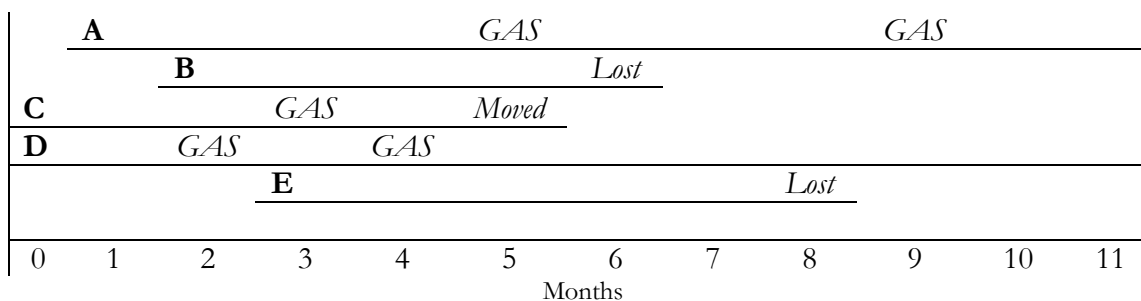 A GAS GAS
B Lost
C GAS Moved
D GAS GAS
E Lost
0 1 2 3 4 5 6 7 8 9 10 11
Months